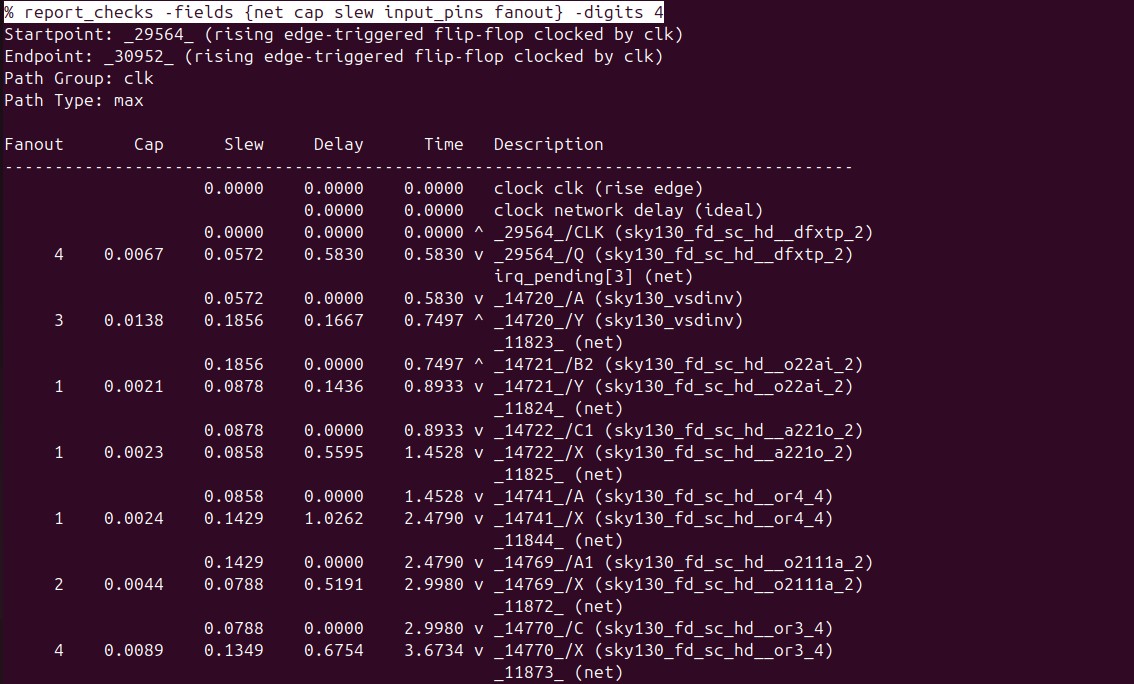 % report_checks -fields {net cap slew input_pins fanout} -digits 4
Startpoint: _29564_ (rising edge-triggered flip-flop clocked by clk)
Endpoint: _30952_ (rising edge-triggered flip-flop clocked by clk)
Path Group: clk
Path Type: max
Fanout Cap Slew Delay Time Description
-------------------------------------------------------------------------------------
0.0000 0.0000 0.0000 clock clk (rise edge)
0.0000 0.0000 clock network delay (ideal)
0.0000 0.0000 0.0000 ^ _29564_/CLK (sky130_fd_sc_hd__dfxtp_2)
4 0.0067 0.0572 0.5830 0.5830 v _29564_/Q (sky130_fd_sc_hd__dfxtp_2)
irq_pending[3] (net)
0.0572 0.0000 0.5830 v _14720_/A (sky130_vsdinv)
3 0.0138 0.1856 0.1667 0.7497 ^ _14720_/Y (sky130_vsdinv)
_11823_ (net)
0.1856 0.0000 0.7497 ^ _14721_/B2 (sky130_fd_sc_hd__o22ai_2)
1 0.0021 0.0878 0.1436 0.8933 v _14721_/Y (sky130_fd_sc_hd__o22ai_2)
_11824_ (net)
0.0878 0.0000 0.8933 v _14722_/C1 (sky130_fd_sc_hd__a221o_2)
1 0.0023 0.0858 0.5595 1.4528 v _14722_/X (sky130_fd_sc_hd__a221o_2)
_11825_ (net)
0.0858 0.0000 1.4528 v _14741_/A (sky130_fd_sc_hd__or4_4)
1 0.0024 0.1429 1.0262 2.4790 v _14741_/X (sky130_fd_sc_hd__or4_4)
_11844_ (net)
0.1429 0.0000 2.4790 v _14769_/A1 (sky130_fd_sc_hd__o2111a_2)
2 0.0044 0.0788 0.5191 2.9980 v _14769_/X (sky130_fd_sc_hd__o2111a_2)
_11872_ (net)
0.0788 0.0000 2.9980 v _14770_/C (sky130_fd_sc_hd__or3_4)
4 0.0089 0.1349 0.6754 3.6734 v _14770_/X (sky130_fd_sc_hd__or3_4)
_11873_ (net)